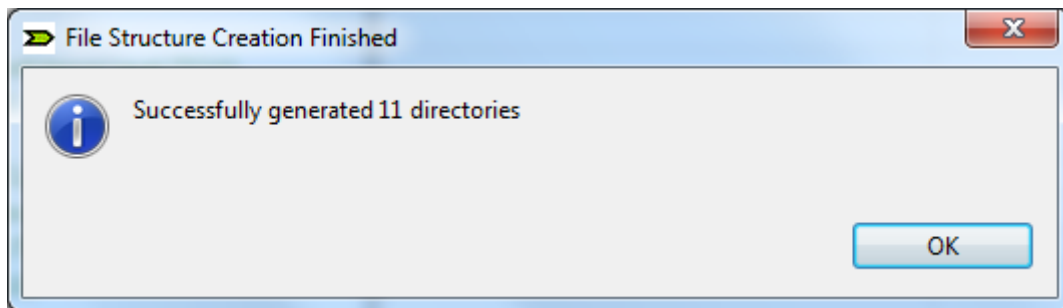 File Structure Creation Finished
Successfully generated 11 directories
OK